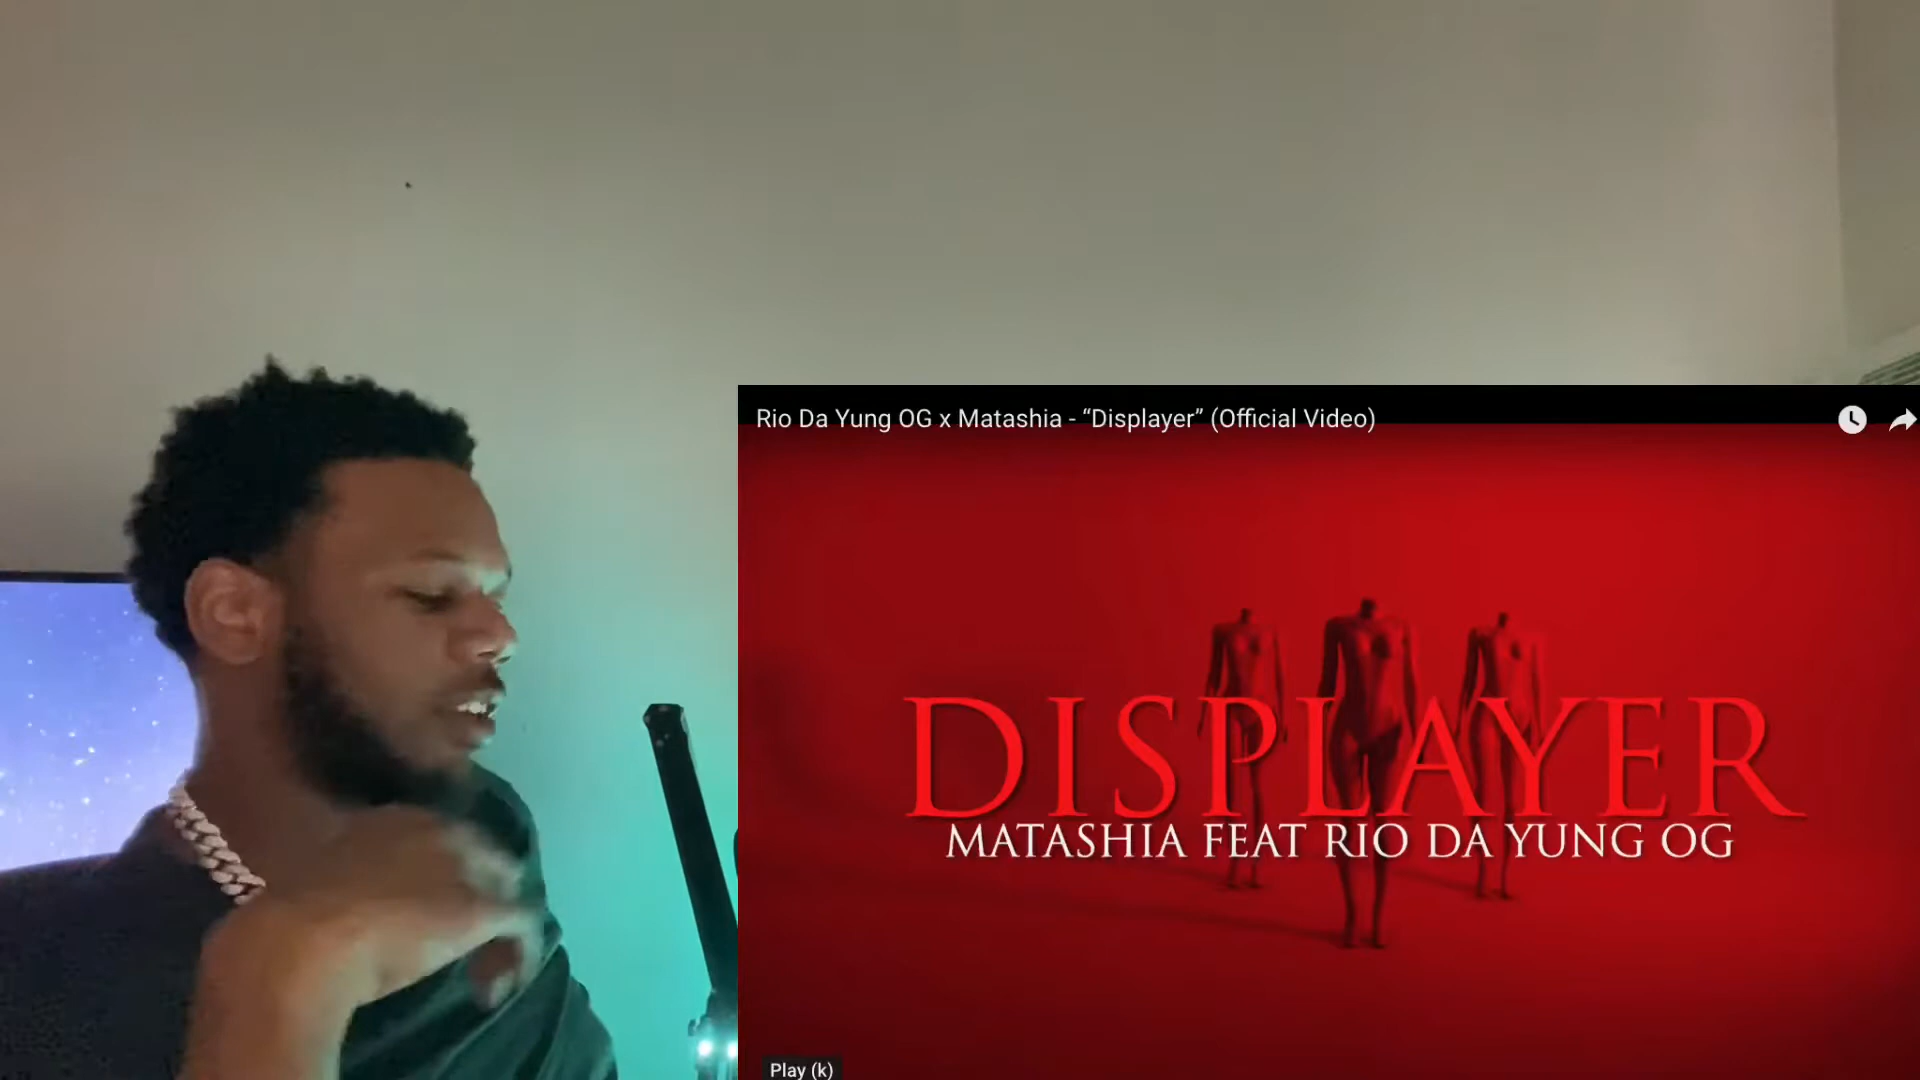 Rio Da Yung OG x Matashia - “Displayer” (Official Video)
DISPLAYER
MATASHIA FEAT RIO DA YUNG OG
Play (k)